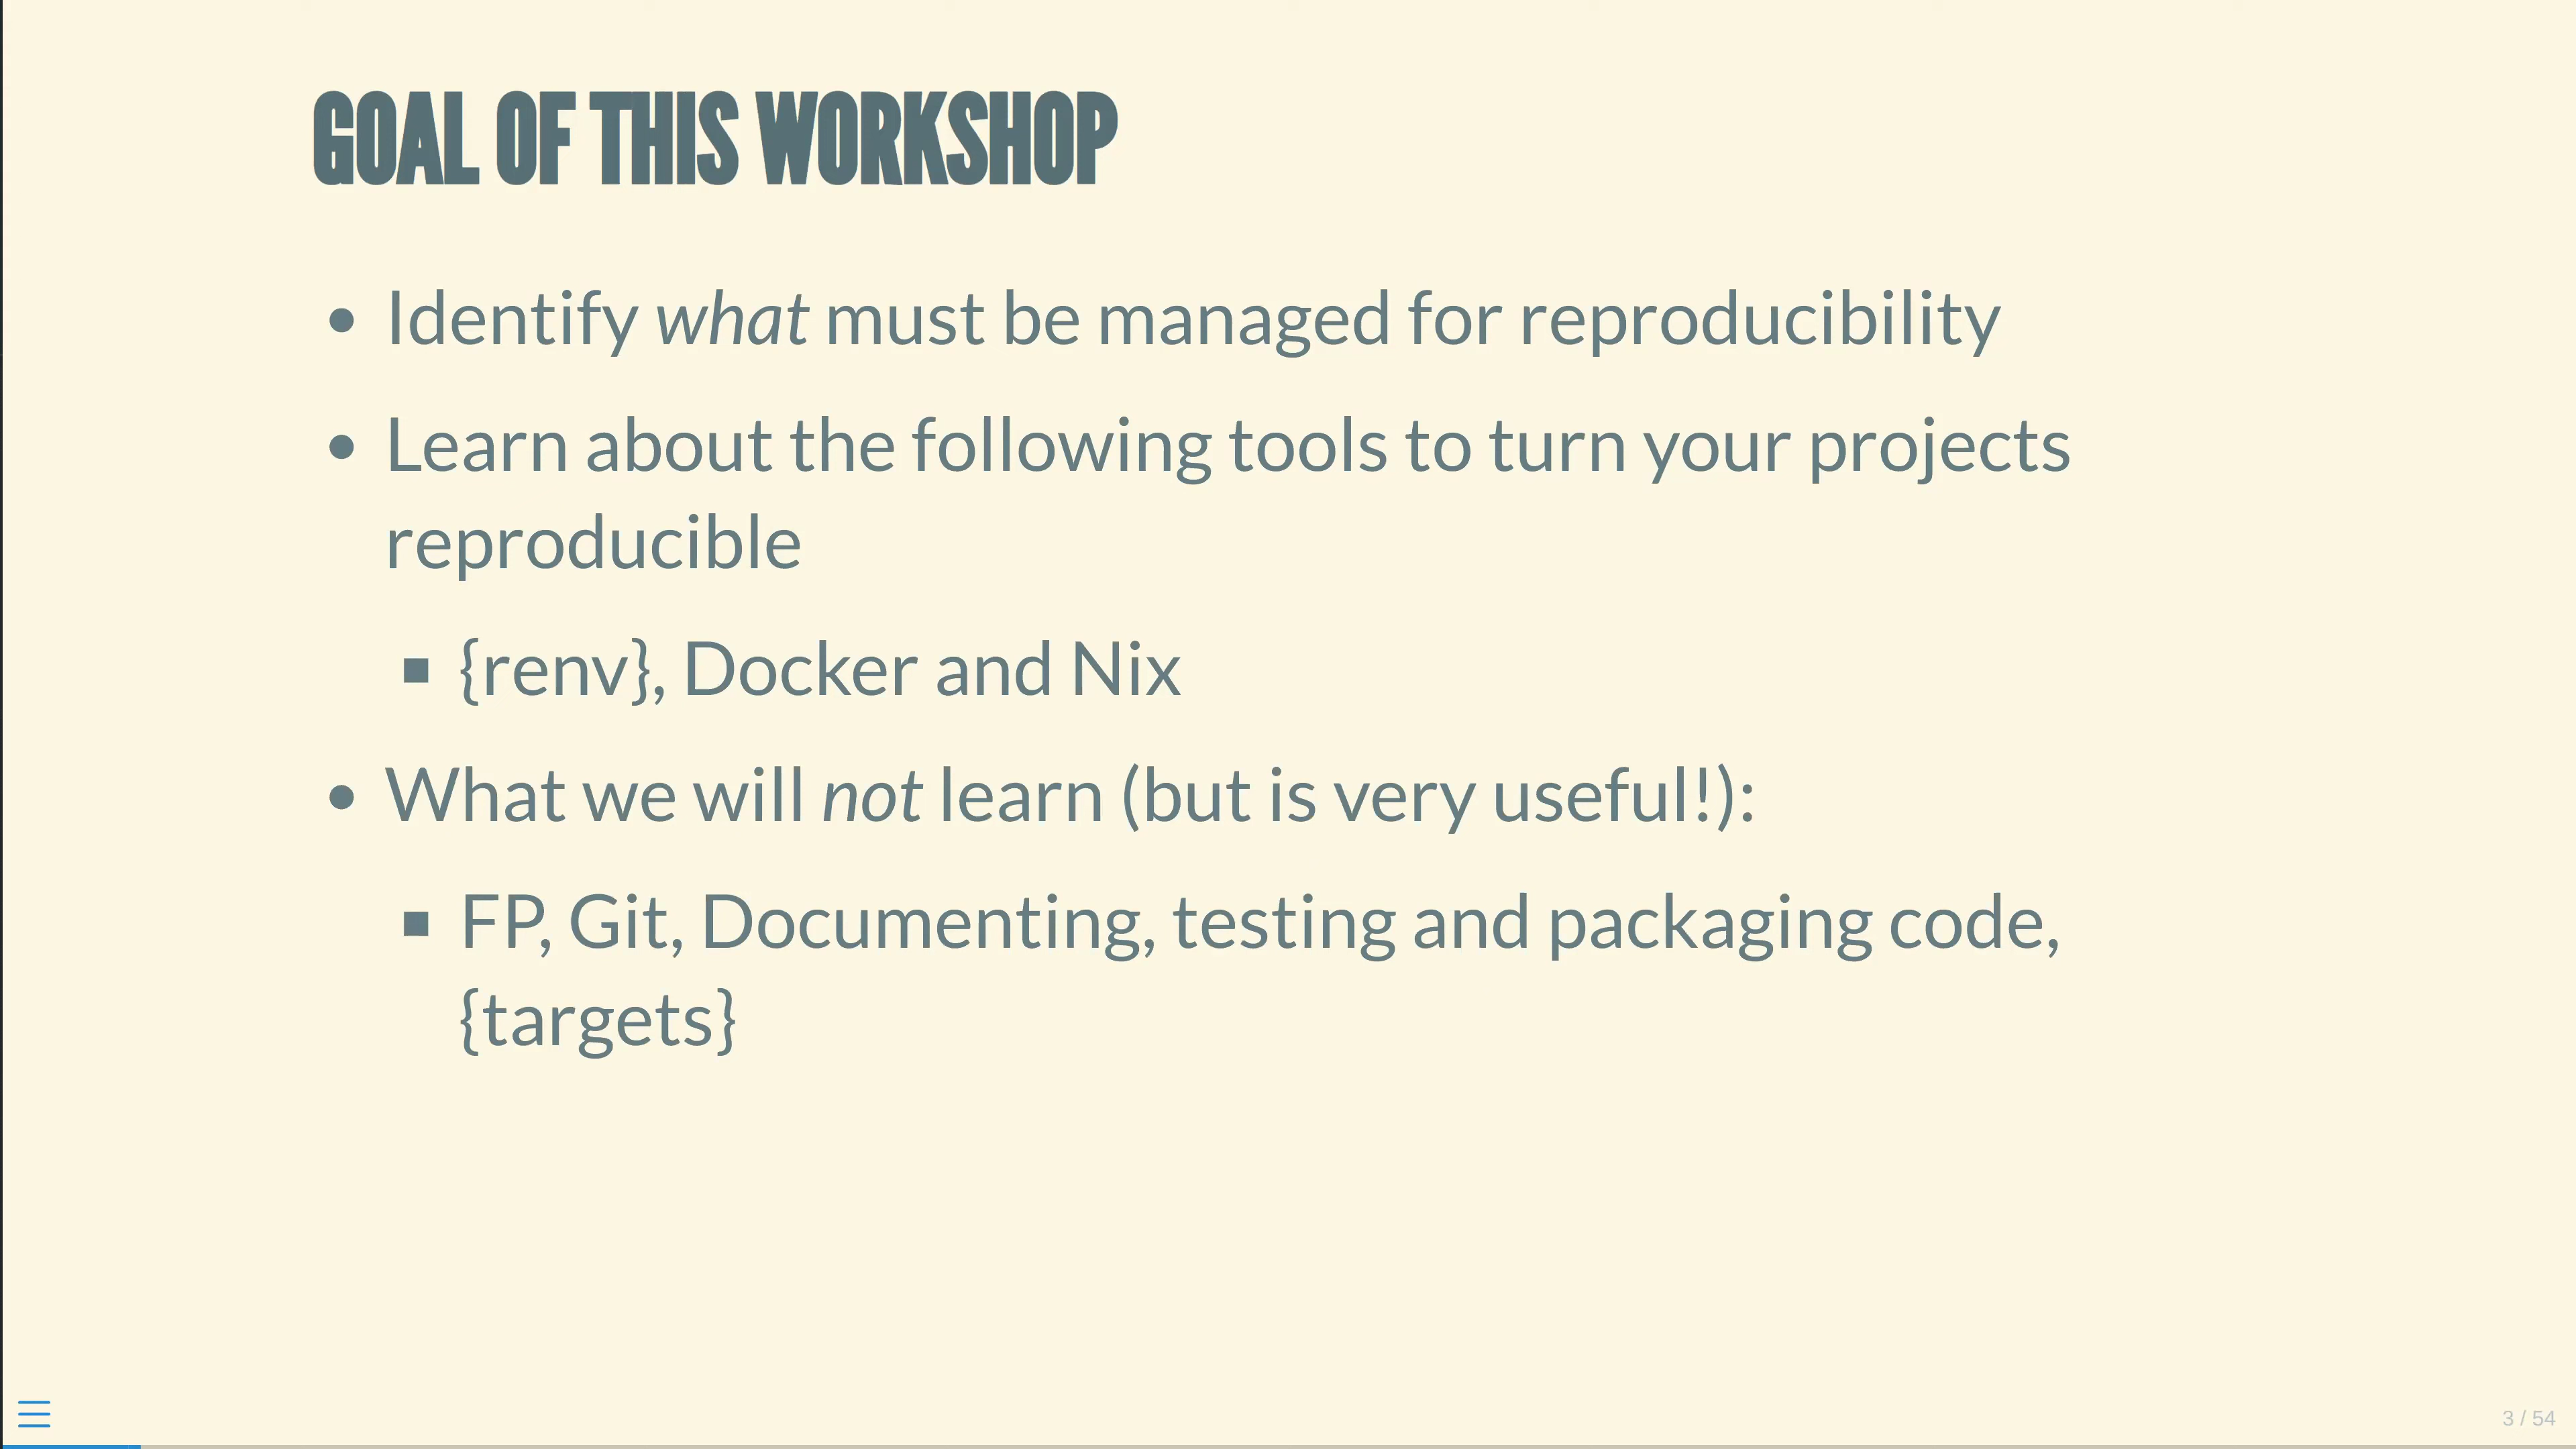 GOAL OF THIS WORKSHOP
Identify what must be managed for reproducibility
Learn about the following tools to turn your projects
reproducible
{renv}, Docker and Nix
What we will not learn (but is very useful!):
FP, Git, Documenting, testing and packaging code,
{targets}
3 / 54